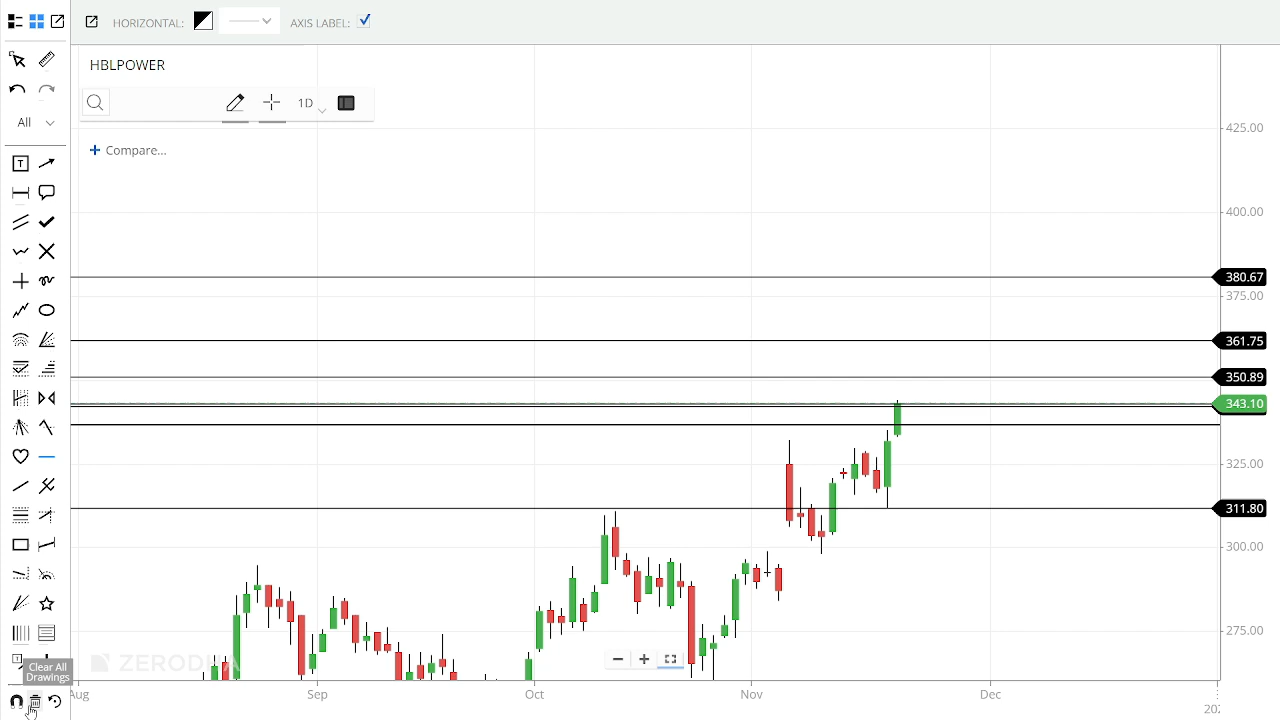 HORIZONTAL:
AXIS LABEL:
HBLPOWER
1D
All
Compare...
T
425.00
400.00
380.67
375.00
361.75
350.89
343.10
325.00
311.80
300.00
275.00
ZERODHA
Clear All
Drawings
Aug
Sep
Oct
Nov
Dec